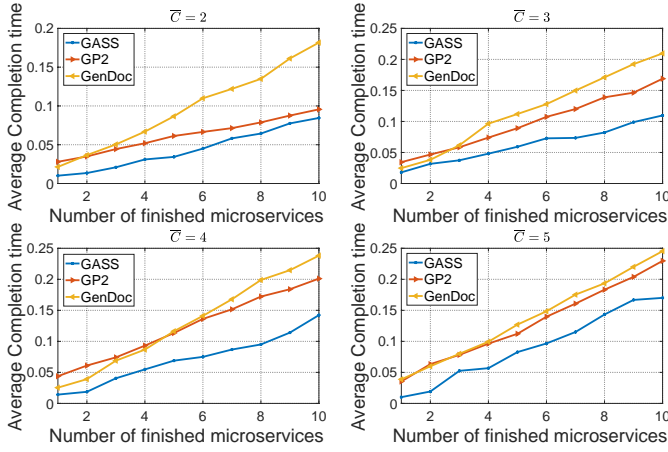 C̅ = 2
Average Completion time
0.2
0.15
0.1
0.05
0
GASS
GP2
GenDoc
2 4 6 8 10
Number of finished microservices
C̅ = 3
Average Completion time
0.25
0.2
0.15
0.1
0.05
0
GASS
GP2
GenDoc
2 4 6 8 10
Number of finished microservices
C̅ = 4
Average Completion time
0.25
0.20
0.15
0.1
0.05
0
GASS
GP2
GenDoc
2 4 6 8 10
Number of finished microservices
C̅ = 5
Average Completion time
0.25
0.20
0.15
0.1
0.05
0
GASS
GP2
GenDoc
2 4 6 8 10
Number of finished microservices